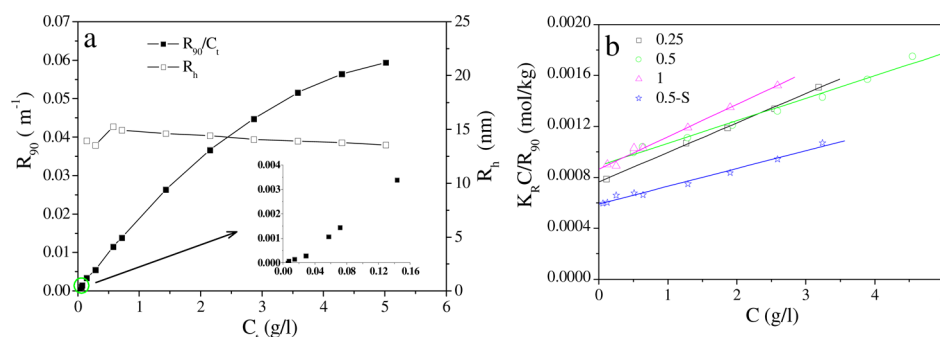 a
R₉₀/Cₜ
Rₕ
R₉₀ ( m⁻¹)
0.07
0.06
0.05
0.04
0.03
0.02
0.01
0.00
25
20
15
10
5
0
Rₕ (nm)
0.004
0.003
0.002
0.001
0.000
0.00 0.04 0.08 0.12 0.16
0 1 2 3 4 5 6
C (g/l)
b
0.25
0.5
1
0.5-S
K_R C/R₉₀ (mol/kg)
0.0020
0.0016
0.0012
0.0008
0.0004
0.0000
0 1 2 3 4
C (g/l)